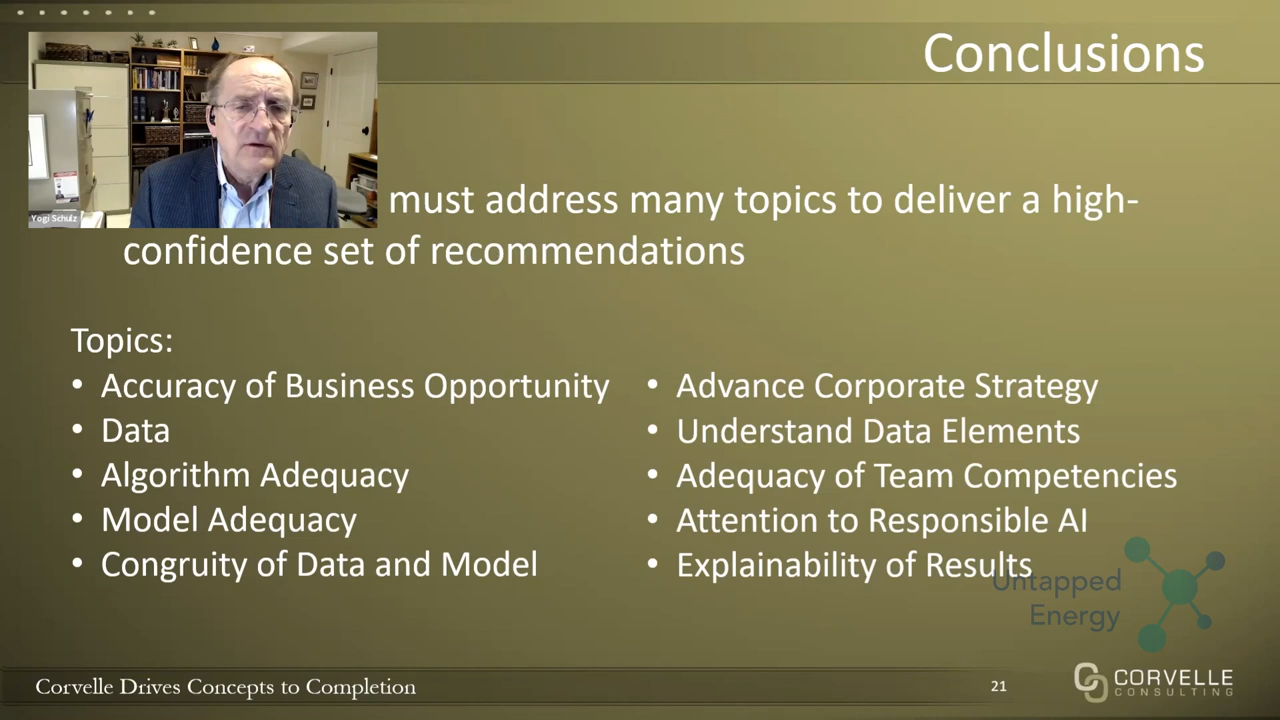 Conclusions
Yogi Schulz
must address many topics to deliver a high-
confidence set of recommendations
Topics:
• Accuracy of Business Opportunity
• Data
• Algorithm Adequacy
• Model Adequacy
• Congruity of Data and Model
• Advance Corporate Strategy
• Understand Data Elements
• Adequacy of Team Competencies
• Attention to Responsible AI
• Explainability of Results
Untapped
Energy
Corvelle Drives Concepts to Completion
21
CORVELLE
CONSULTING